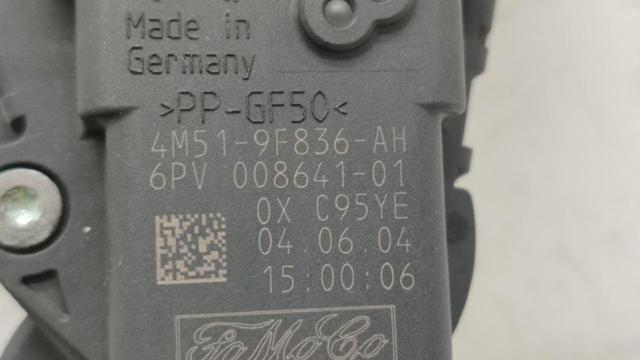 Made in
Germany
>PP-GF50<
4M51-9F836-AH
6PV 008641-01
0X C95YE
04.06.04
15:00:06
FoMoCo